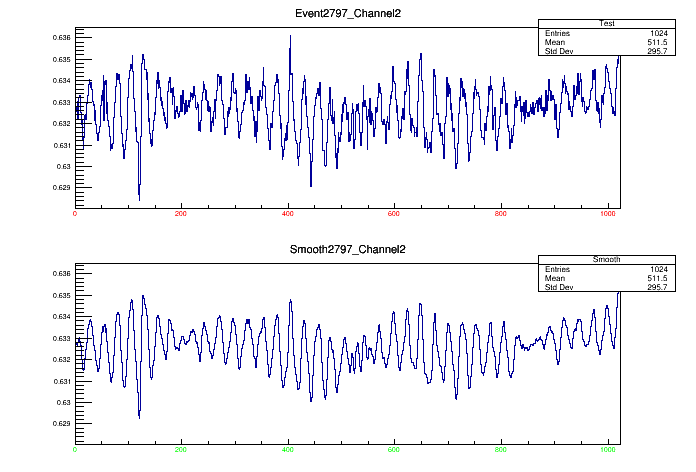 Event2797_Channel2
Test
Entries 1024
Mean 511.5
Std Dev 295.7
0.636
0.635
0.634
0.633
0.632
0.631
0.63
0.629
0 200 400 600 800 1000
Smooth2797_Channel2
Smooth
Entries 1024
Mean 511.5
Std Dev 295.7
0.636
0.635
0.634
0.633
0.632
0.631
0.63
0.629
0 200 400 600 800 1000